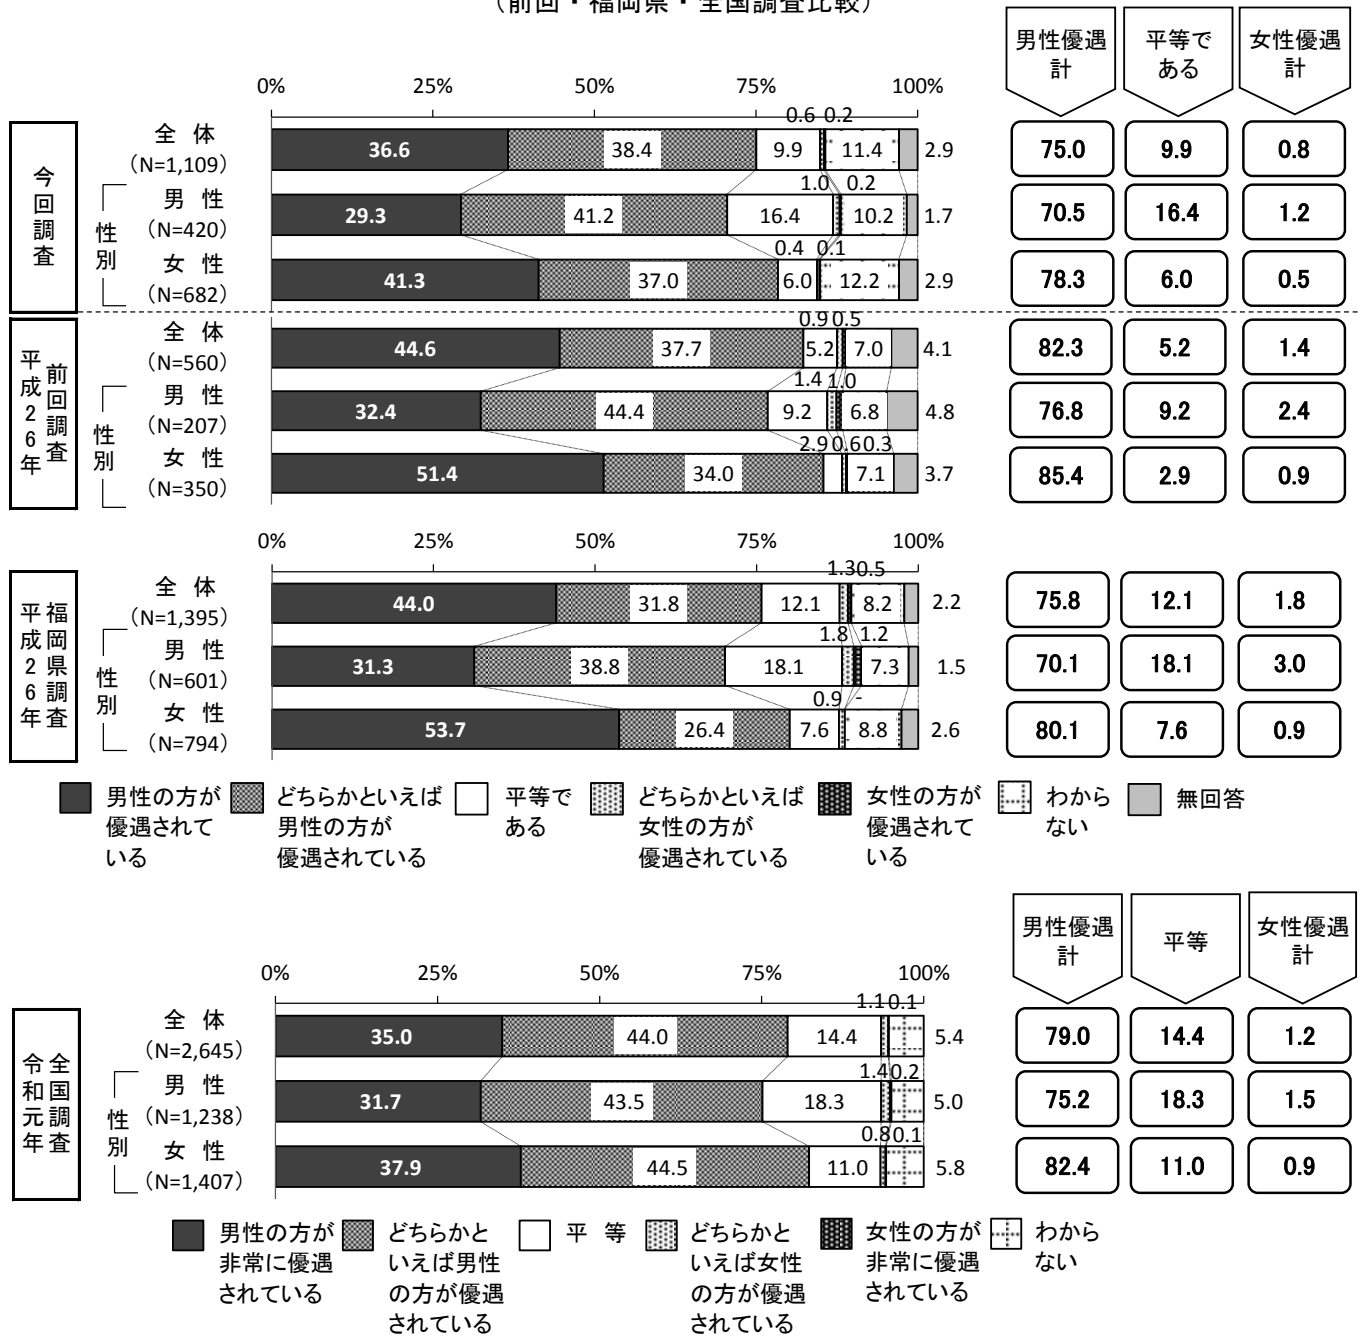 （前回・福岡県・全国調査比較）
男性優遇計
平等である
女性優遇計
0% 25% 50% 75% 100%
今回調査
全 体 (N=1,109) 36.6 38.4 9.9 0.6 0.2 11.4 2.9 75.0 9.9 0.8
性別
男 性 (N=420) 29.3 41.2 16.4 1.0 0.2 10.2 1.7 70.5 16.4 1.2
女 性 (N=682) 41.3 37.0 6.0 0.4 0.1 12.2 2.9 78.3 6.0 0.5
前回調査
平成26年
全 体 (N=560) 44.6 37.7 5.2 0.9 0.5 7.0 4.1 82.3 5.2 1.4
性別
男 性 (N=207) 32.4 44.4 9.2 1.4 1.0 6.8 4.8 76.8 9.2 2.4
女 性 (N=350) 51.4 34.0 2.9 0.6 0.3 7.1 3.7 85.4 2.9 0.9
0% 25% 50% 75% 100%
福岡県調査
平成26年
全 体 (N=1,395) 44.0 31.8 12.1 1.3 0.5 8.2 2.2 75.8 12.1 1.8
性別
男 性 (N=601) 31.3 38.8 18.1 1.8 1.2 7.3 1.5 70.1 18.1 3.0
女 性 (N=794) 53.7 26.4 7.6 0.9 - 8.8 2.6 80.1 7.6 0.9
男性の方が優遇されている
どちらかといえば男性の方が優遇されている
平等である
どちらかといえば女性の方が優遇されている
女性の方が優遇されている
わからない
無回答
男性優遇計
平等
女性優遇計
0% 25% 50% 75% 100%
全国調査
令和元年
全 体 (N=2,645) 35.0 44.0 14.4 1.1 0.1 5.4 79.0 14.4 1.2
性別
男 性 (N=1,238) 31.7 43.5 18.3 1.4 0.2 5.0 75.2 18.3 1.5
女 性 (N=1,407) 37.9 44.5 11.0 0.8 0.1 5.8 82.4 11.0 0.9
男性の方が非常に優遇されている
どちらかといえば男性の方が優遇されている
平 等
どちらかといえば女性の方が優遇されている
女性の方が非常に優遇されている
わからない